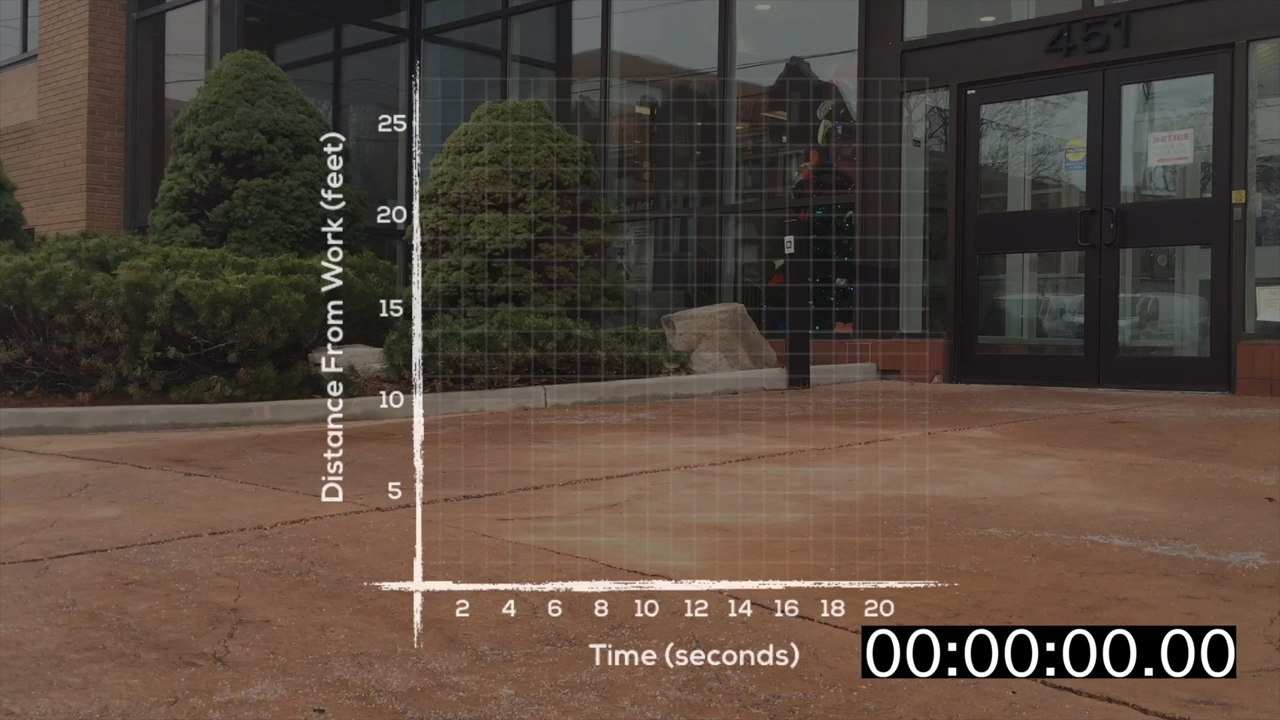 451
NOTICE
25
20
15
10
5
Distance From Work (feet)
2 4 6 8 10 12 14 16 18 20
Time (seconds)
00:00:00.00